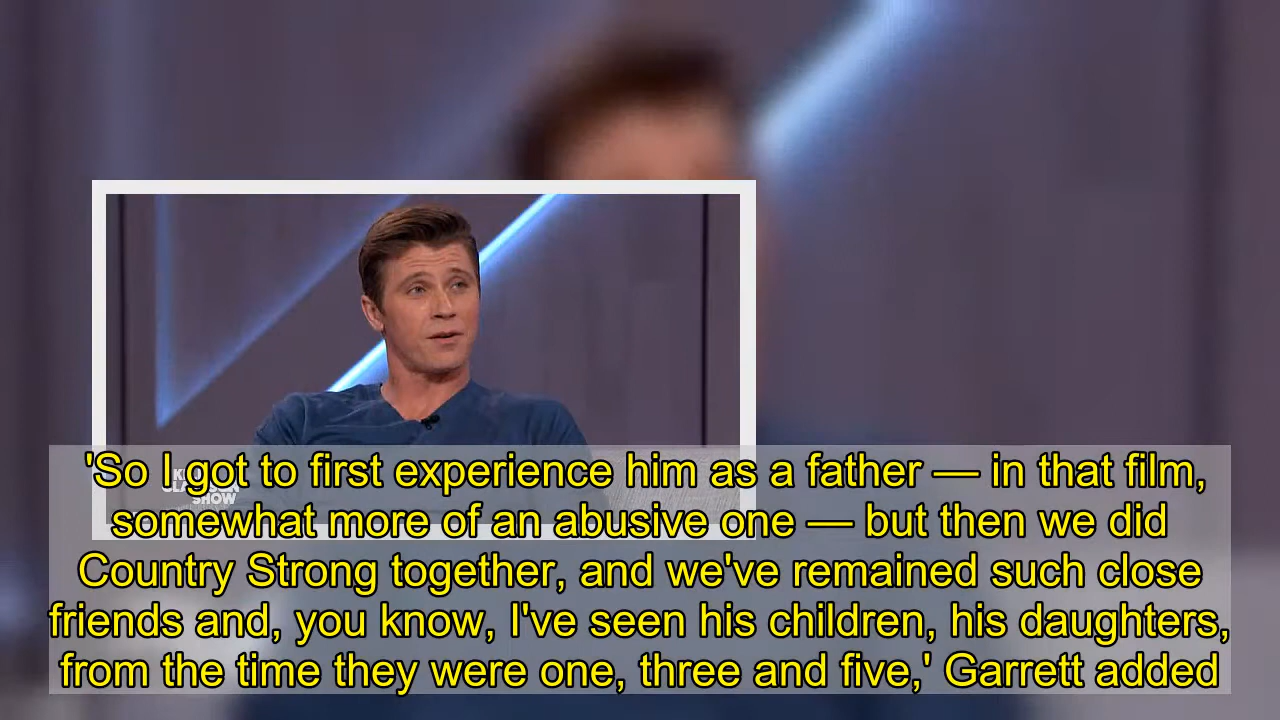 'So I got to first experience him as a father — in that film,
somewhat more of an abusive one — but then we did
Country Strong together, and we've remained such close
friends and, you know, I've seen his children, his daughters,
from the time they were one, three and five,' Garrett added
SHOW